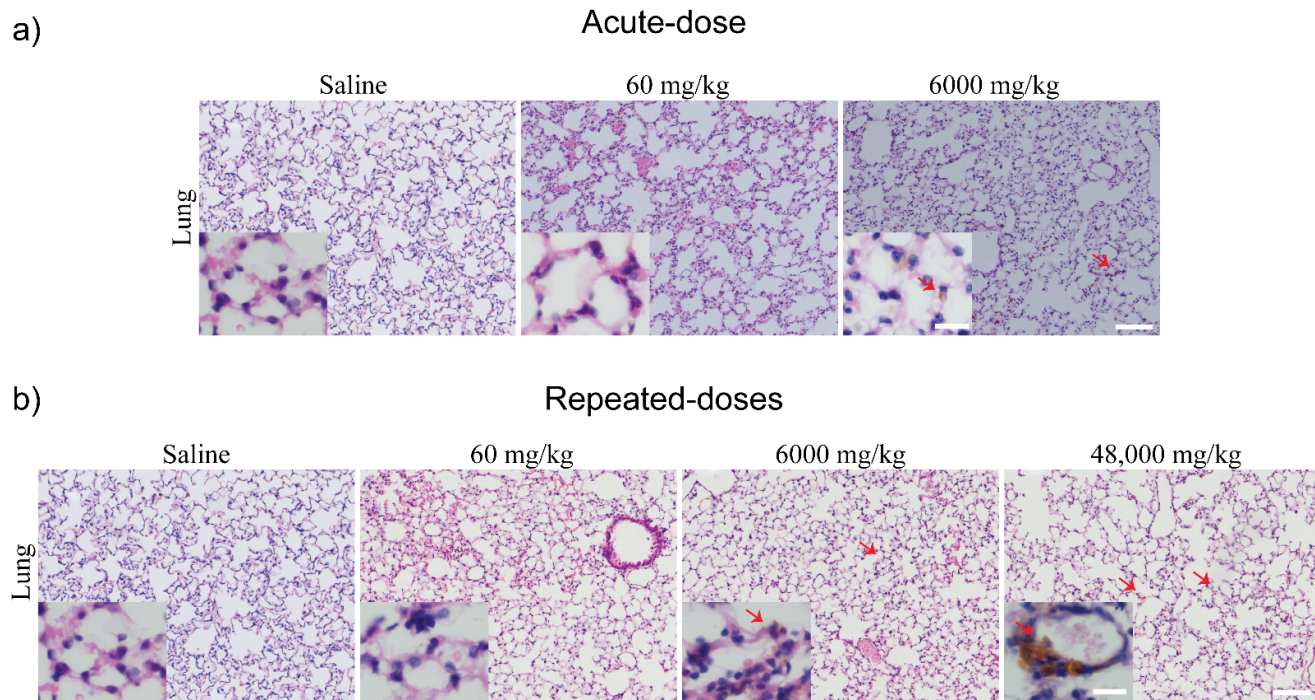 a)
Acute-dose
Saline
60 mg/kg
6000 mg/kg
Lung
b)
Repeated-doses
Saline
60 mg/kg
6000 mg/kg
48,000 mg/kg
Lung